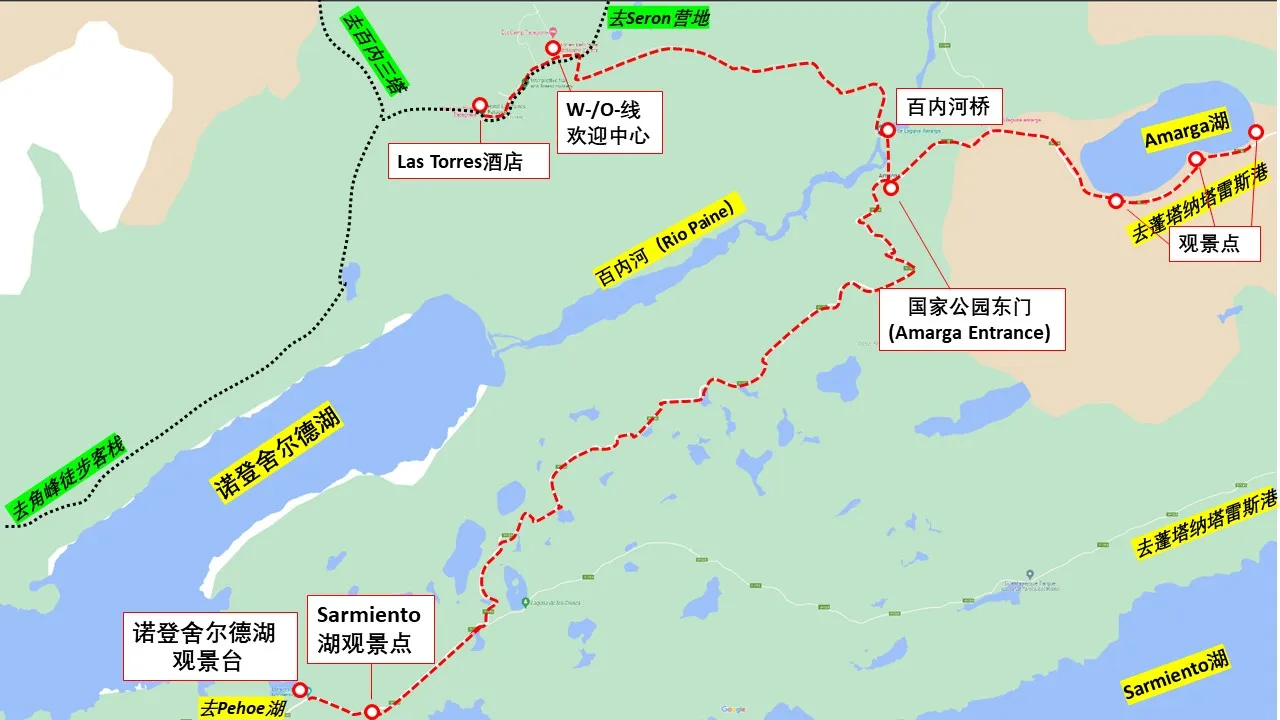 去Seron营地
去百内三塔
W-/O-线
欢迎中心
Las Torres酒店
百内河桥
Amarga湖
去蓬塔纳塔雷斯港
观景点
百内河（Rio Paine）
国家公园东门
(Amarga Entrance)
诺登舍尔德湖
去角峰徒步客栈
去蓬塔纳塔雷斯港
Sarmiento
湖观景点
诺登舍尔德湖
观景台
去Pehoe湖
Sarmiento湖
Google